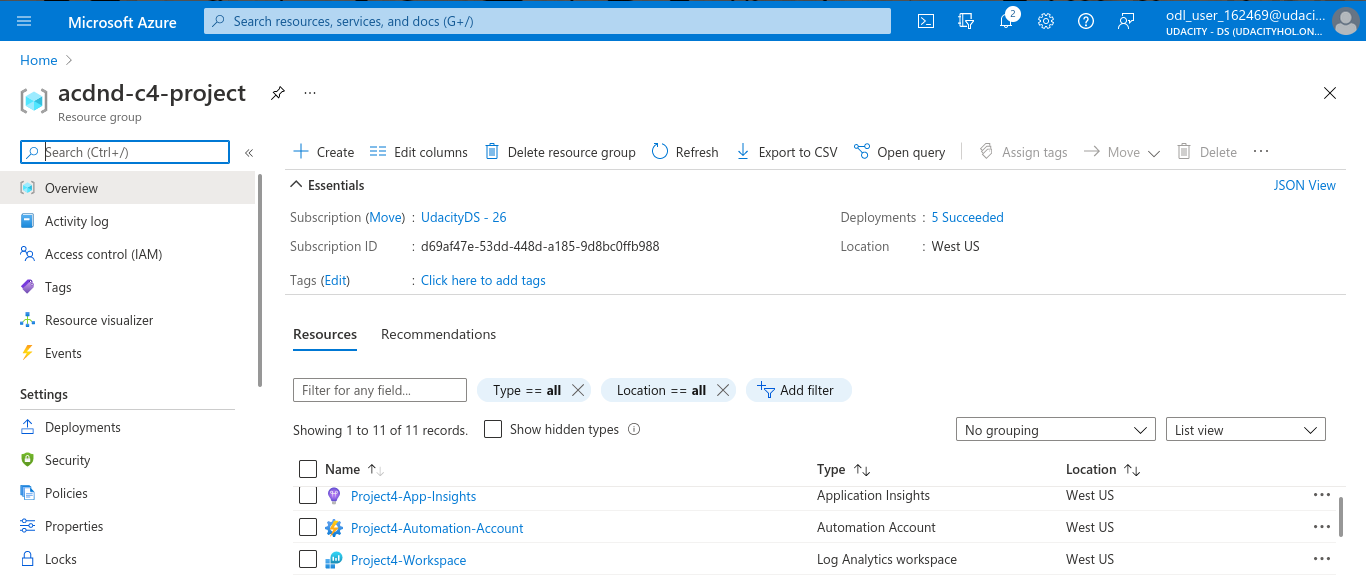 Microsoft Azure
Search resources, services, and docs (G+/)
2
odl_user_162469@udaci...
UDACITY - DS (UDACITYHOL.ON...
Home
acdnd-c4-project
Resource group
Search (Ctrl+/)
Overview
Activity log
Access control (IAM)
Tags
Resource visualizer
Events
Settings
Deployments
Security
Policies
Properties
Locks
Create
Edit columns
Delete resource group
Refresh
Export to CSV
Open query
Assign tags
Move
Delete
Essentials
JSON View
Subscription (Move) : UdacityDS - 26
Subscription ID : d69af47e-53dd-448d-a185-9d8bc0ffb988
Tags (Edit) : Click here to add tags
Deployments : 5 Succeeded
Location : West US
Resources
Recommendations
Filter for any field...
Type == all
Location == all
Add filter
Showing 1 to 11 of 11 records.
Show hidden types
No grouping
List view
Name Type Location
Project4-App-Insights Application Insights West US
Project4-Automation-Account Automation Account West US
Project4-Workspace Log Analytics workspace West US